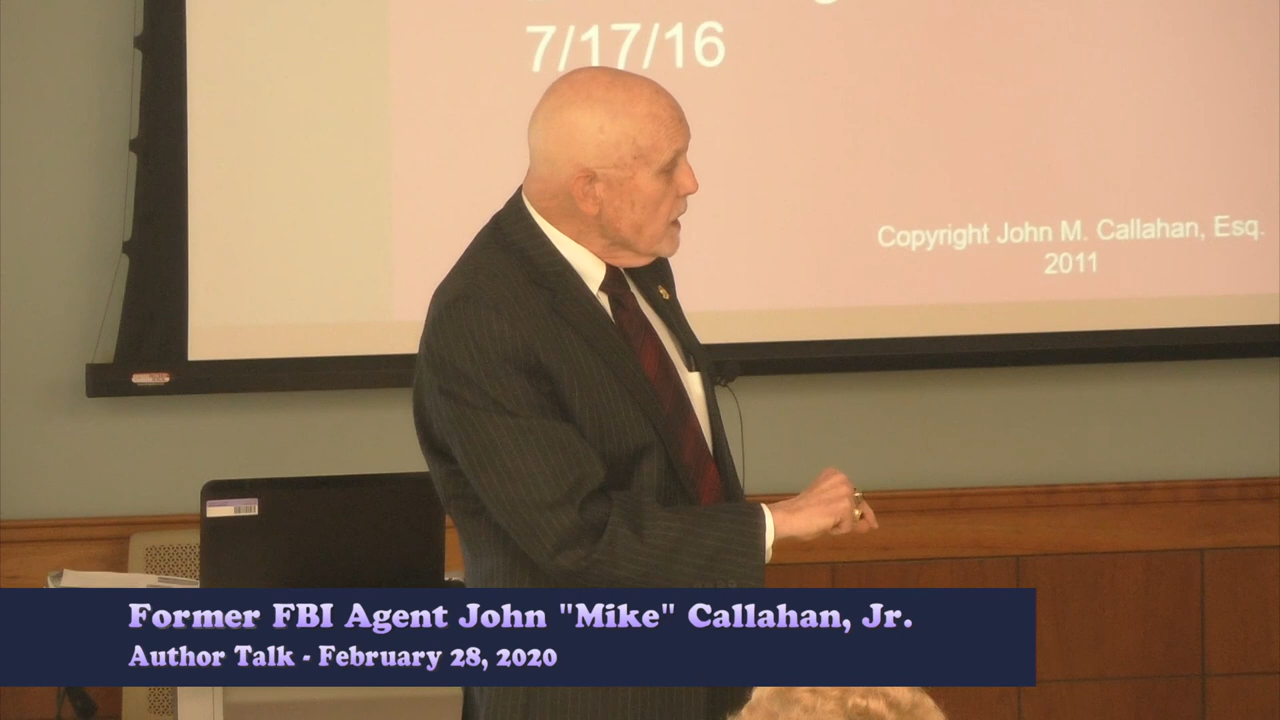 7/17/16
Copyright John M. Callahan, Esq.
2011
Former FBI Agent John "Mike" Callahan, Jr.
Author Talk - February 28, 2020